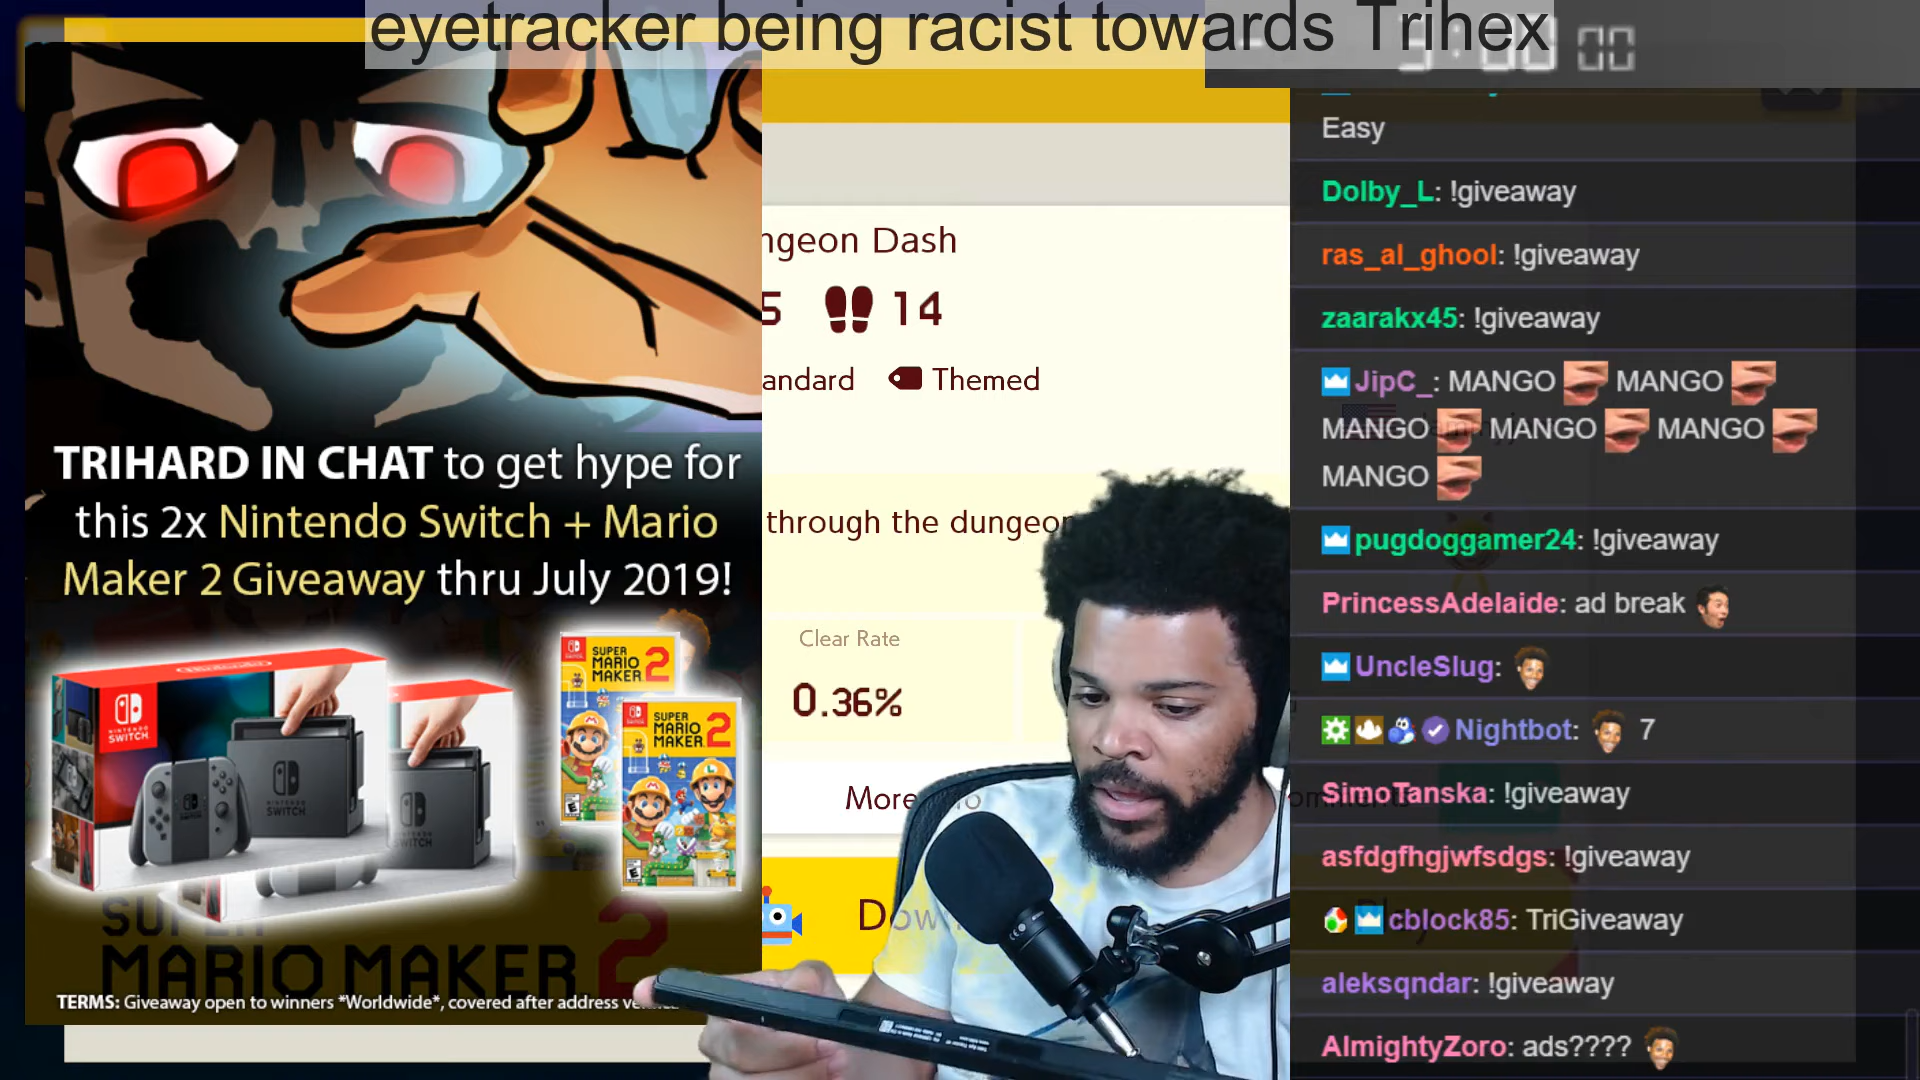 eyetracker being racist towards Trihex
TRIHARD IN CHAT to get hype for
this 2x Nintendo Switch + Mario
Maker 2 Giveaway thru July 2019!
NINTENDO
SWITCH
SUPER
MARIO
MAKER 2
SUPER
MARIO
MAKER 2
MARIO MAKER 2
TERMS: Giveaway open to winners *Worldwide*, covered after address
Dash
14
Themed
through the
Clear Rate
0.36%
More
Easy
Dolby_L: !giveaway
ras_al_ghool: !giveaway
zaarakx45: !giveaway
JipC_: MANGO MANGO
MANGO MANGO MANGO
MANGO
pugdoggamer24: !giveaway
PrincessAdelaide: ad break
UncleSlug:
Nightbot: 7
SimoTanska: !giveaway
asfdgfhgjwfsdgs: !giveaway
cblock85: TriGiveaway
aleksqndar: !giveaway
AlmightyZoro: ads????